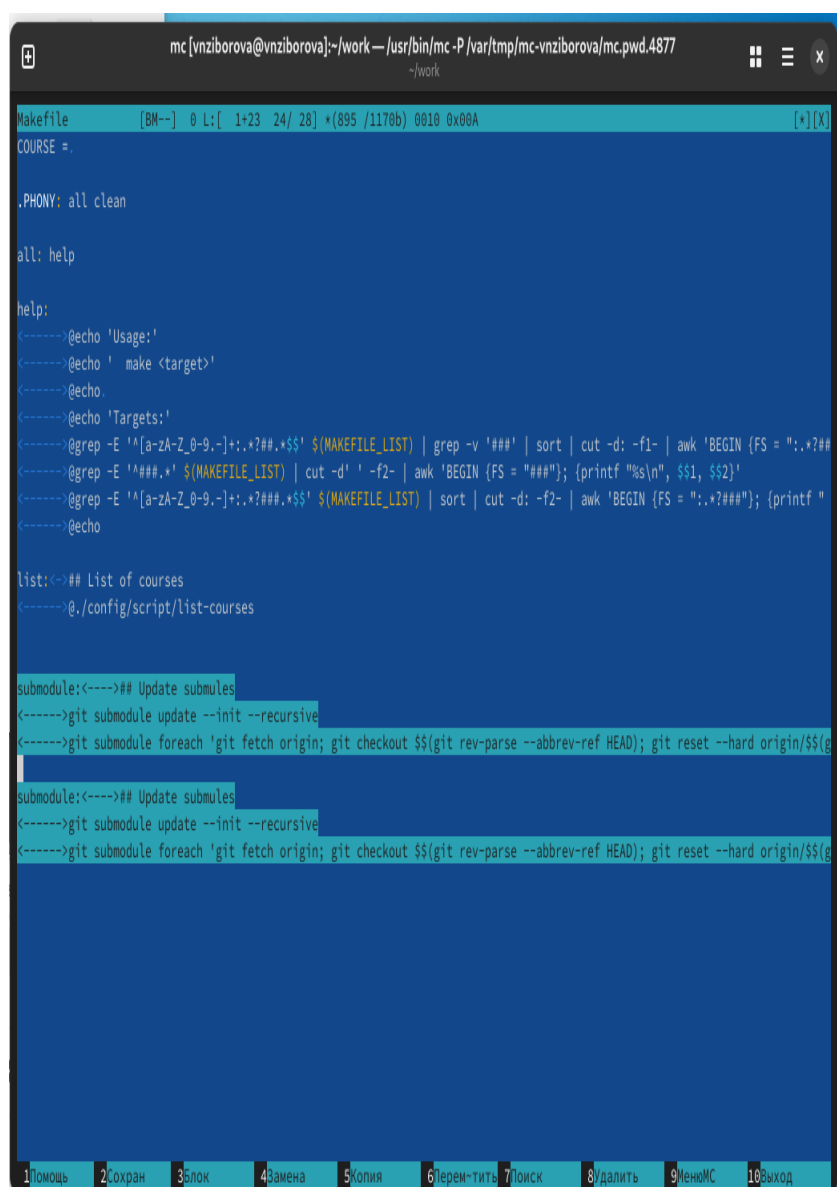 mc [vnziborova@vnziborova]:~/work — /usr/bin/mc -P /var/tmp/mc-vnziborova/mc.pwd.4877
~/work
Makefile [BM--] 0 L:[ 1+23 24/ 28] *(895 /1170b) 0010 0x00A [*][X]
COURSE =.
.PHONY: all clean
all: help
help:
<------>@echo 'Usage:'
<------>@echo '  make <target>'
<------>@echo.
<------>@echo 'Targets:'
<------>@grep -E '^[a-zA-Z_0-9.-]+:.*?##.*$$' $(MAKEFILE_LIST) | grep -v '###' | sort | cut -d: -f1- | awk 'BEGIN {FS = ":.*?##
<------>@grep -E '^###.*' $(MAKEFILE_LIST) | cut -d' ' -f2- | awk 'BEGIN {FS = "###"}; {printf "%s\n", $$1, $$2}'
<------>@grep -E '^[a-zA-Z_0-9.-]+:.*?###.*$$' $(MAKEFILE_LIST) | sort | cut -d: -f2- | awk 'BEGIN {FS = ":.*?###"}; {printf "
<------>@echo
list:<->## List of courses
<------>@./config/script/list-courses
submodule:<---->## Update submules
<------>git submodule update --init --recursive
<------>git submodule foreach 'git fetch origin; git checkout $$(git rev-parse --abbrev-ref HEAD); git reset --hard origin/$$(g
submodule:<---->## Update submules
<------>git submodule update --init --recursive
<------>git submodule foreach 'git fetch origin; git checkout $$(git rev-parse --abbrev-ref HEAD); git reset --hard origin/$$(g
1Помощь 2Сохран 3Блок 4Замена 5Копия 6Перем~тить 7Поиск 8Удалить 9МенюMC 10Выход